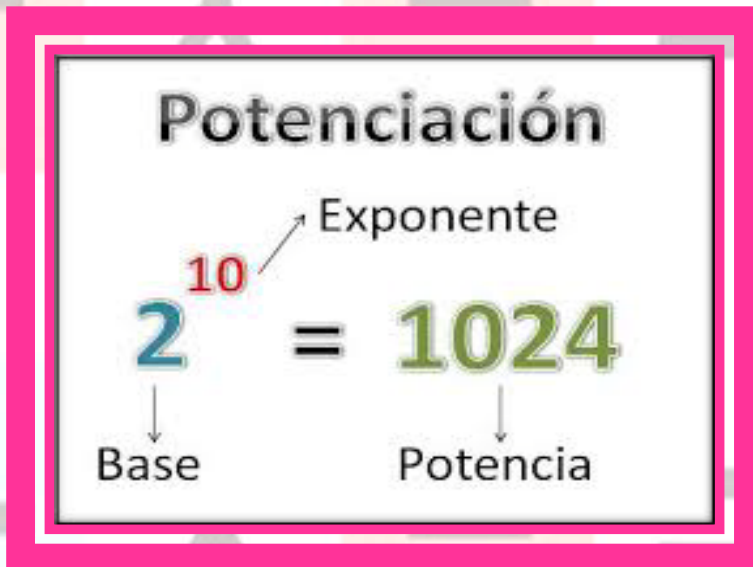 Potenciación
Exponente
2^10 = 1024
Base Potencia